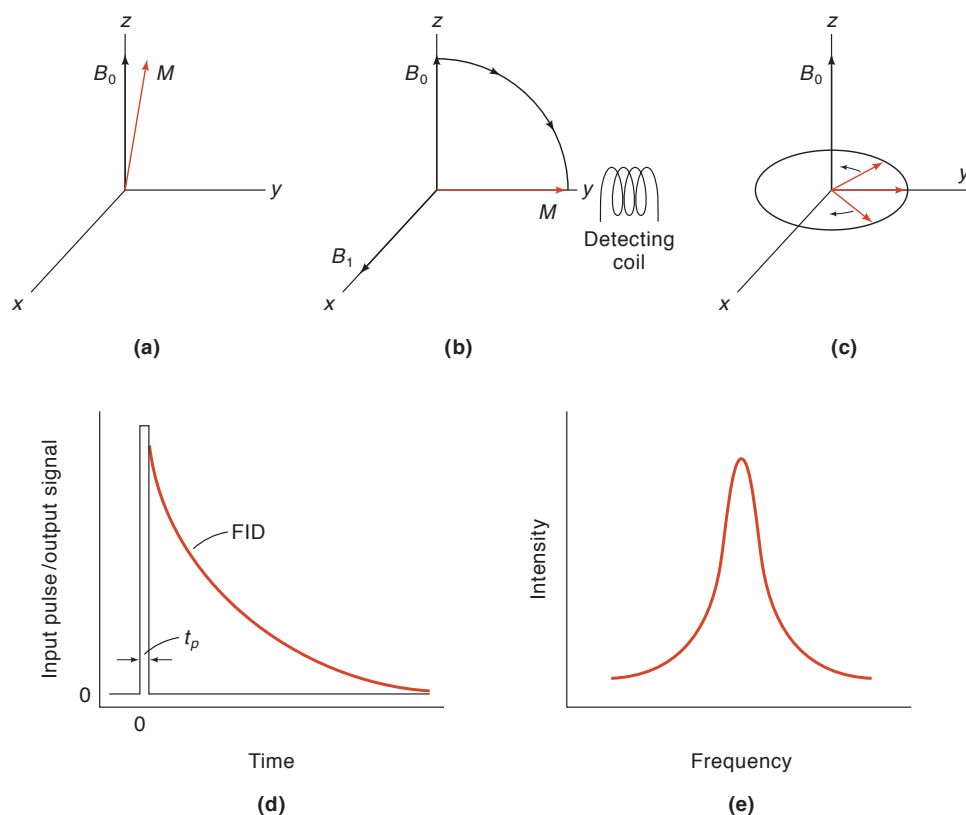 z
B0
M
y
x
(a)
z
B0
y
M
B1
x
Detecting
coil
(b)
z
B0
y
x
(c)
Input pulse/output signal
FID
tp
0
0
Time
(d)
Intensity
Frequency
(e)